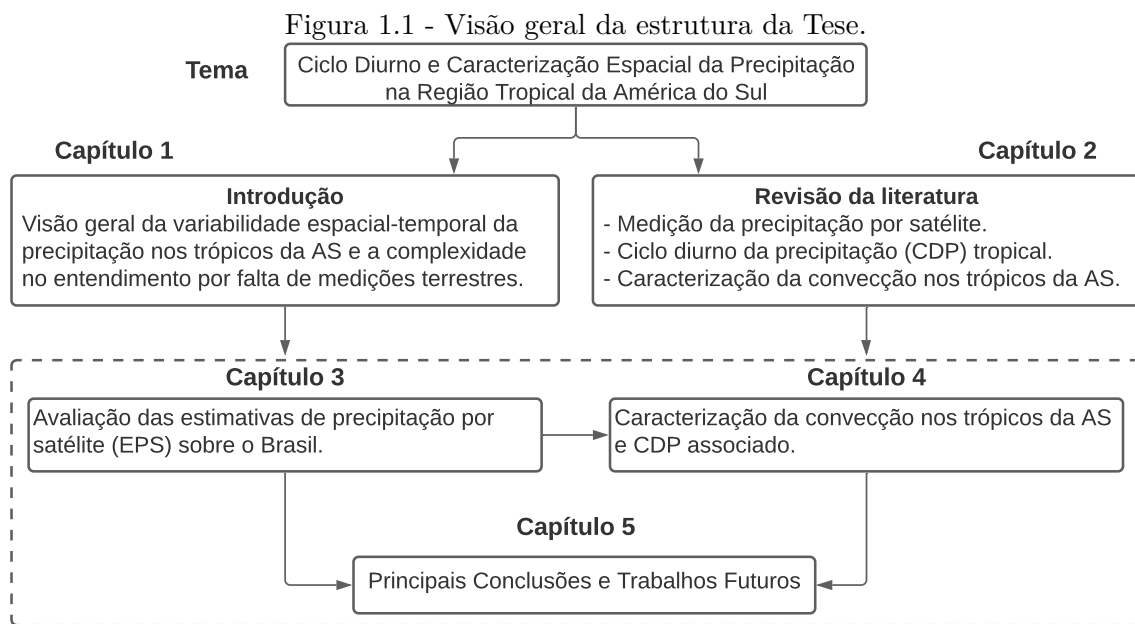 Figura 1.1 - Visão geral da estrutura da Tese.
Tema
Ciclo Diurno e Caracterização Espacial da Precipitação
na Região Tropical da América do Sul
Capítulo 1
Introdução
Visão geral da variabilidade espacial-temporal da
precipitação nos trópicos da AS e a complexidade
no entendimento por falta de medições terrestres.
Capítulo 2
Revisão da literatura
- Medição da precipitação por satélite.
- Ciclo diurno da precipitação (CDP) tropical.
- Caracterização da convecção nos trópicos da AS.
Capítulo 3
Avaliação das estimativas de precipitação por
satélite (EPS) sobre o Brasil.
Capítulo 4
Caracterização da convecção nos trópicos da AS
e CDP associado.
Capítulo 5
Principais Conclusões e Trabalhos Futuros